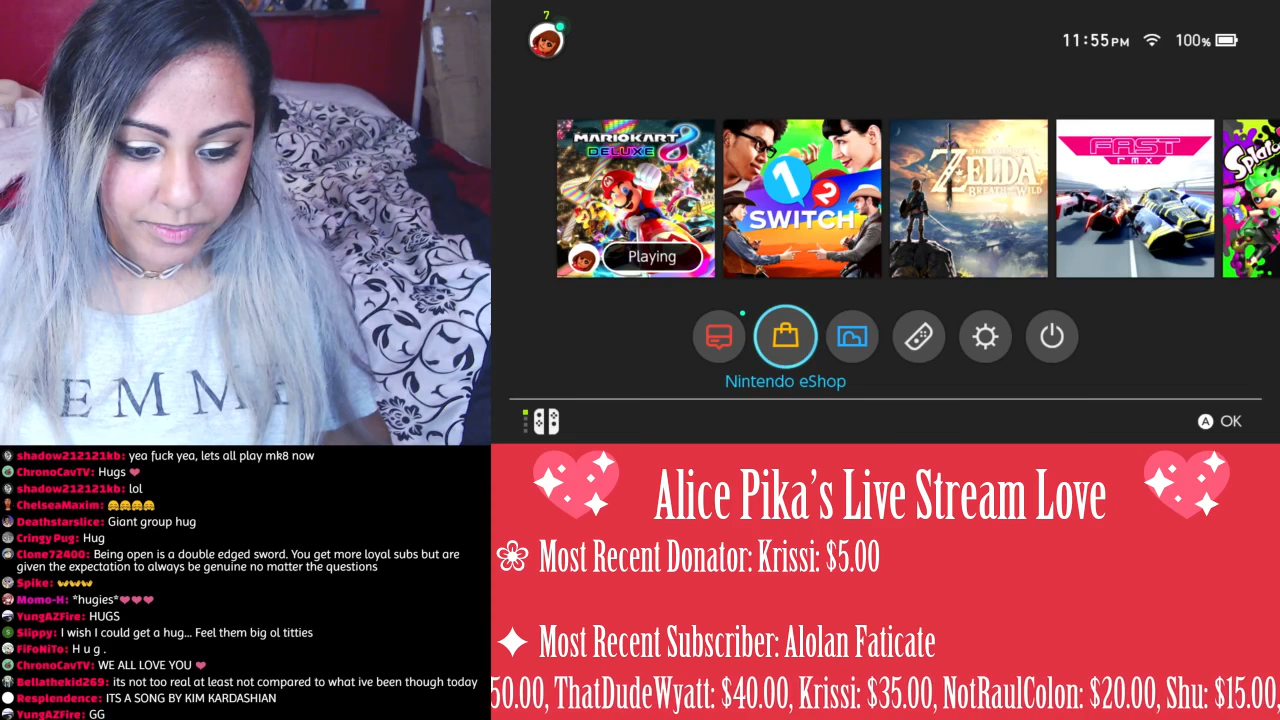 7
11:55PM
100%
MARIOKART 8
DELUXE
Playing
1 2
SWITCH
THE LEGEND OF
ZELDA
BREATH OF THE WILD
FAST
RMX
Nintendo eShop
A OK
FEMM
shadow212121kb: yea fuck yea, lets all play mk8 now
ChronoCavTV: Hugs ❤
shadow212121kb: lol
ChelseaMaxim: 🤗🤗🤗🤗
Deathstarslice: Giant group hug
Cringy Pug: Hug
Clone72400: Being open is a double edged sword. You get more loyal subs but are
given the expectation to always be genuine no matter the questions
Spike:
Momo-H: *hugies*❤❤❤
YungAZFire: HUGS
Slippy: I wish I could get a hug... Feel them big ol titties
FiFoNiTo: H u g .
ChronoCavTV: WE ALL LOVE YOU ❤
Bellathekid269: its not too real at least not compared to what ive been though today
Resplendence: ITS A SONG BY KIM KARDASHIAN
YungAZFire: GG
Alice Pika's Live Stream Love
Most Recent Donator: Krissi: $5.00
Most Recent Subscriber: Alolan Faticate
50.00, ThatDudeWyatt: $40.00, Krissi: $35.00, NotRaulColon: $20.00, Shu: $15.00,